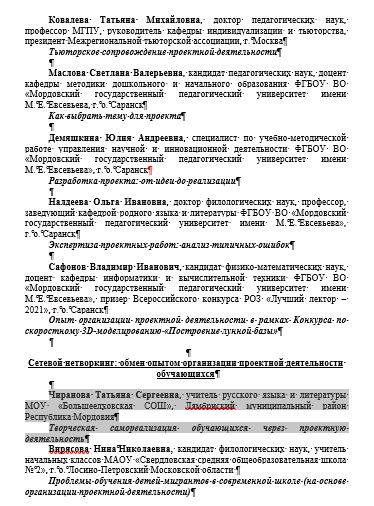 Ковалева Татьяна Михайловна, доктор педагогических наук,
профессор МГПУ, руководитель кафедры индивидуализации и тьюторства,
президент Межрегиональной тьюторской ассоциации, г. Москва¶
Тьюторское сопровождение проектной деятельности¶
¶
Маслова Светлана Валерьевна, кандидат педагогических наук, доцент
кафедры методики дошкольного и начального образования ФГБОУ ВО
«Мордовский государственный педагогический университет имени
М. Е. Евсевьева, г. о. Саранск¶
Как выбрать тему для проекта¶
¶
Демяшкина Юлия Андреевна, специалист по учебно-методической
работе управления научной и инновационной деятельности ФГБОУ ВО
«Мордовский государственный педагогический университет имени
М. Е. Евсевьева», г. о. Саранск¶
Разработка проекта: от идеи до реализации¶
¶
Налдеева Ольга Ивановна, доктор филологических наук, профессор,
заведующий кафедрой родного языка и литературы ФГБОУ ВО «Мордовский
государственный педагогический университет имени М. Е. Евсевьева»,
г. о. Саранск¶
Экспертиза проектных работ: анализ типичных ошибок¶
¶
Сафонов Владимир Иванович, кандидат физико-математических наук,
доцент кафедры информатики и вычислительной техники ФГБОУ ВО
«Мордовский государственный педагогический университет имени
М. Е. Евсевьева», призер Всероссийского конкурса РОЗ «Лучший лектор –
2021», г. о. Саранск¶
Опыт организации проектной деятельности в рамках Конкурса по
скоростному 3D-моделированию «Построение лунной базы»¶
¶
¶
Сетевой нетворкинг: обмен опытом организации проектной деятельности
обучающихся¶
¶
Чиранова Татьяна Сергеевна, учитель русского языка и литературы
МОУ «Большеелховская СОШ», Лямбирский муниципальный район
Республика Мордовия¶
Творческая самореализация обучающихся через проектную
деятельность¶
Вирясова Нина Николаевна, кандидат филологических наук, учитель
начальных классов МАОУ «Свердловская средняя общеобразовательная школа
№ 2», г. о. Лосино-Петровский Московской области¶
Проблемы обучения детей мигрантов в современной школе (на основе
организации проектной деятельности)¶